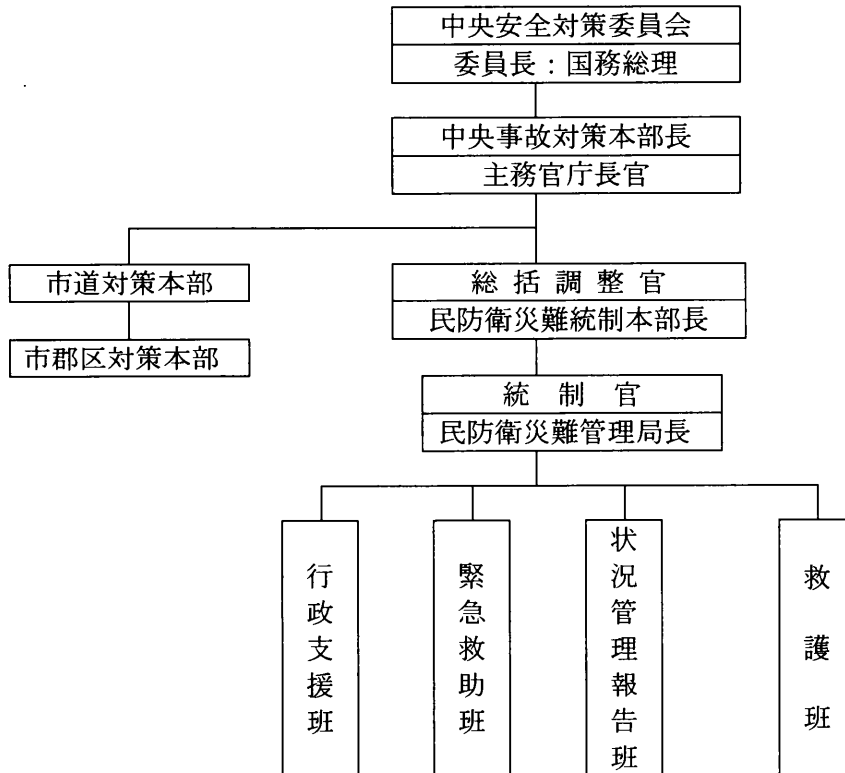 中央安全対策委員会
委員長：国務総理
中央事故対策本部長
主務官庁長官
市道対策本部
市郡区対策本部
総括調整官
民防衛災難統制本部長
統制官
民防衛災難管理局長
行政支援班
緊急救助班
状況管理報告班
救護班